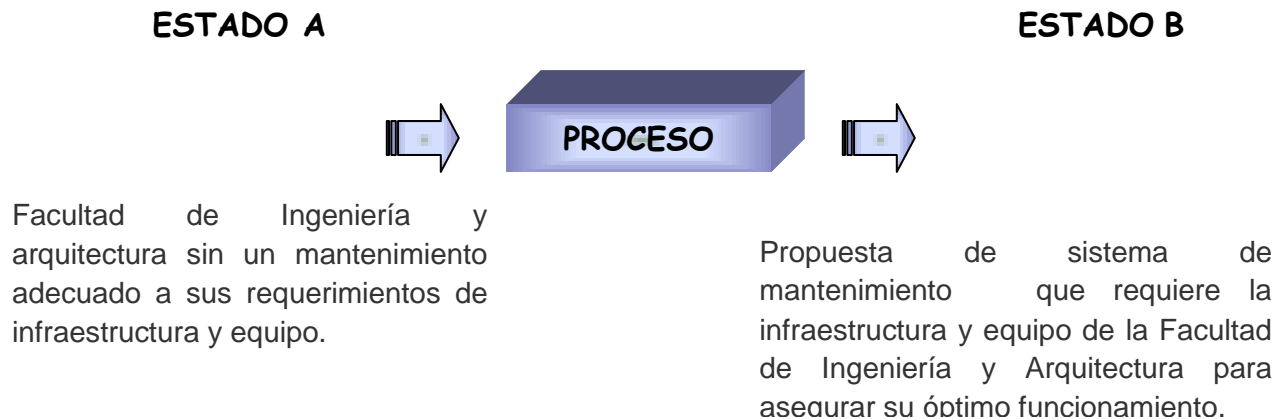 ESTADO A
ESTADO B
PROCESO
Facultad de Ingeniería y
arquitectura sin un mantenimiento
adecuado a sus requerimientos de
infraestructura y equipo.
Propuesta de sistema de
mantenimiento que requiere la
infraestructura y equipo de la Facultad
de Ingeniería y Arquitectura para
asegurar su óptimo funcionamiento.